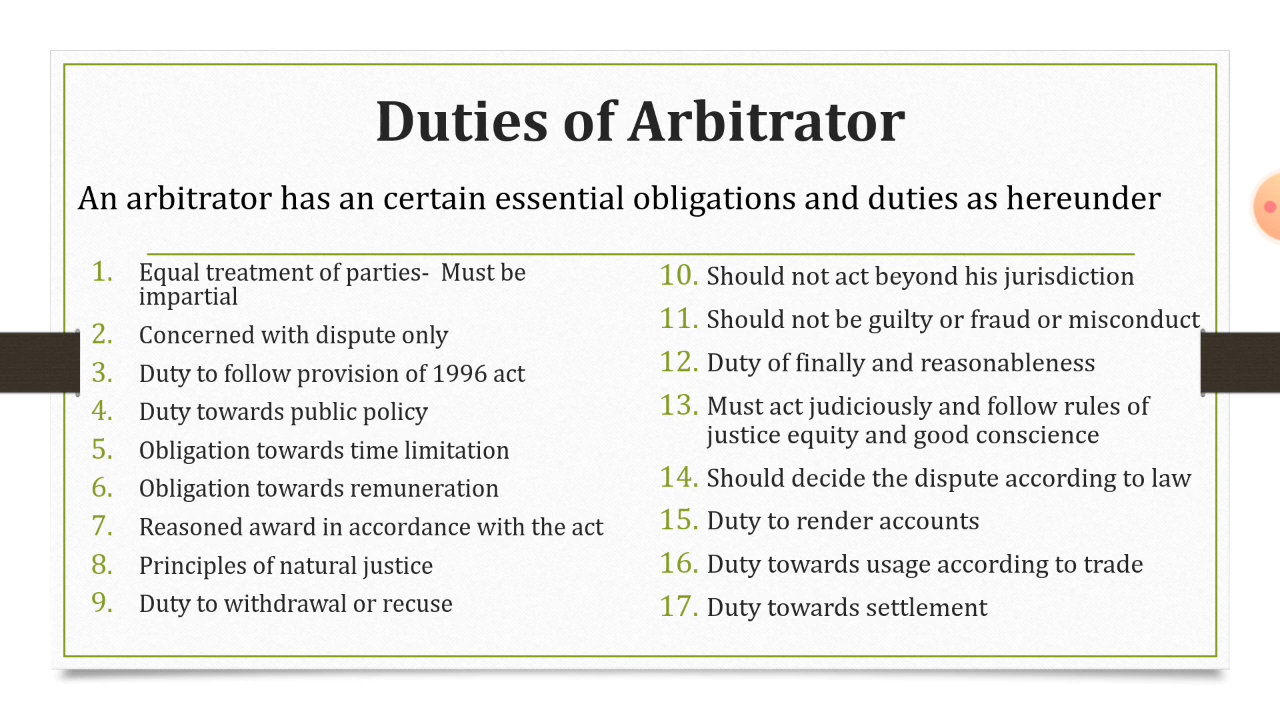 Duties of Arbitrator
An arbitrator has an certain essential obligations and duties as hereunder
1. Equal treatment of parties-  Must be
impartial
2. Concerned with dispute only
3. Duty to follow provision of 1996 act
4. Duty towards public policy
5. Obligation towards time limitation
6. Obligation towards remuneration
7. Reasoned award in accordance with the act
8. Principles of natural justice
9. Duty to withdrawal or recuse
10. Should not act beyond his jurisdiction
11. Should not be guilty or fraud or misconduct
12. Duty of finally and reasonableness
13. Must act judiciously and follow rules of
justice equity and good conscience
14. Should decide the dispute according to law
15. Duty to render accounts
16. Duty towards usage according to trade
17. Duty towards settlement